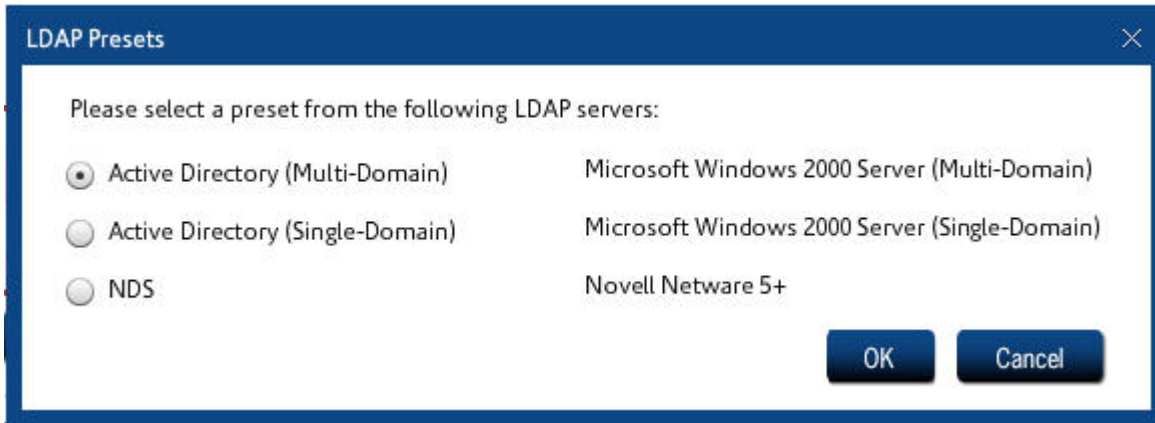 LDAP Presets
Please select a preset from the following LDAP servers:
Active Directory (Multi-Domain) Microsoft Windows 2000 Server (Multi-Domain)
Active Directory (Single-Domain) Microsoft Windows 2000 Server (Single-Domain)
NDS Novell Netware 5+
OK Cancel